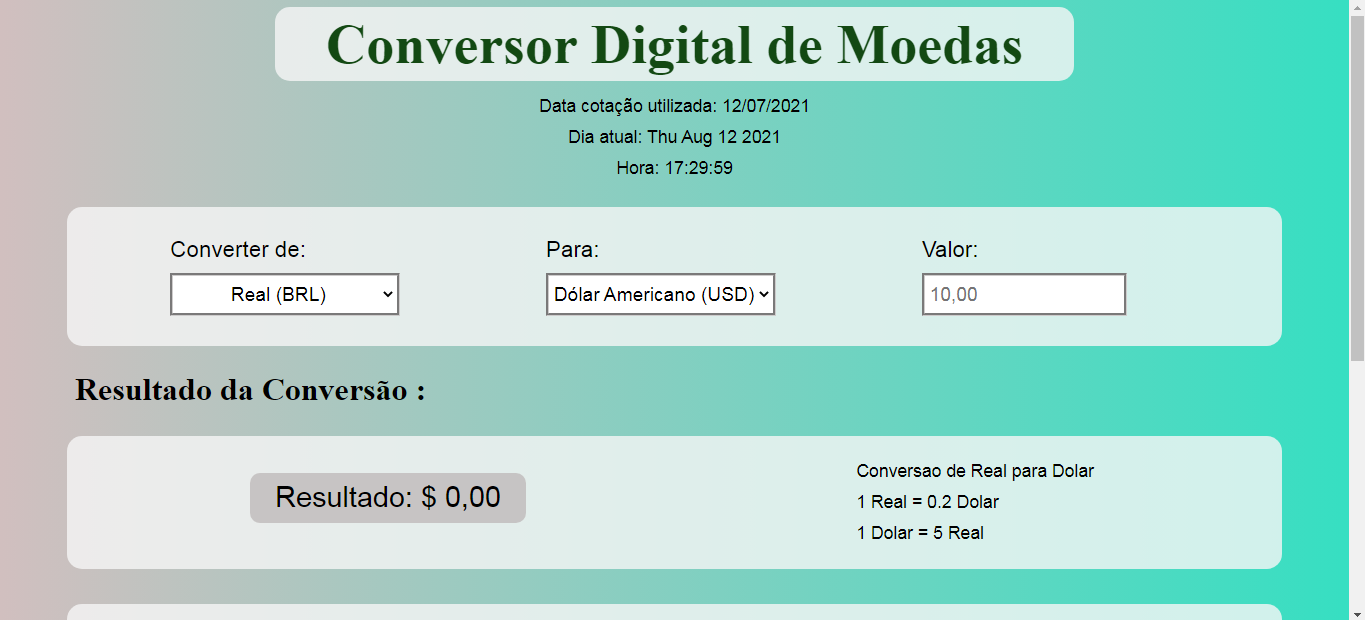 Conversor Digital de Moedas
Data cotação utilizada: 12/07/2021
Dia atual: Thu Aug 12 2021
Hora: 17:29:59
Converter de:
Para:
Valor:
Real (BRL)
Dólar Americano (USD)
10,00
Resultado da Conversão :
Resultado: $ 0,00
Conversao de Real para Dolar
1 Real = 0.2 Dolar
1 Dolar = 5 Real